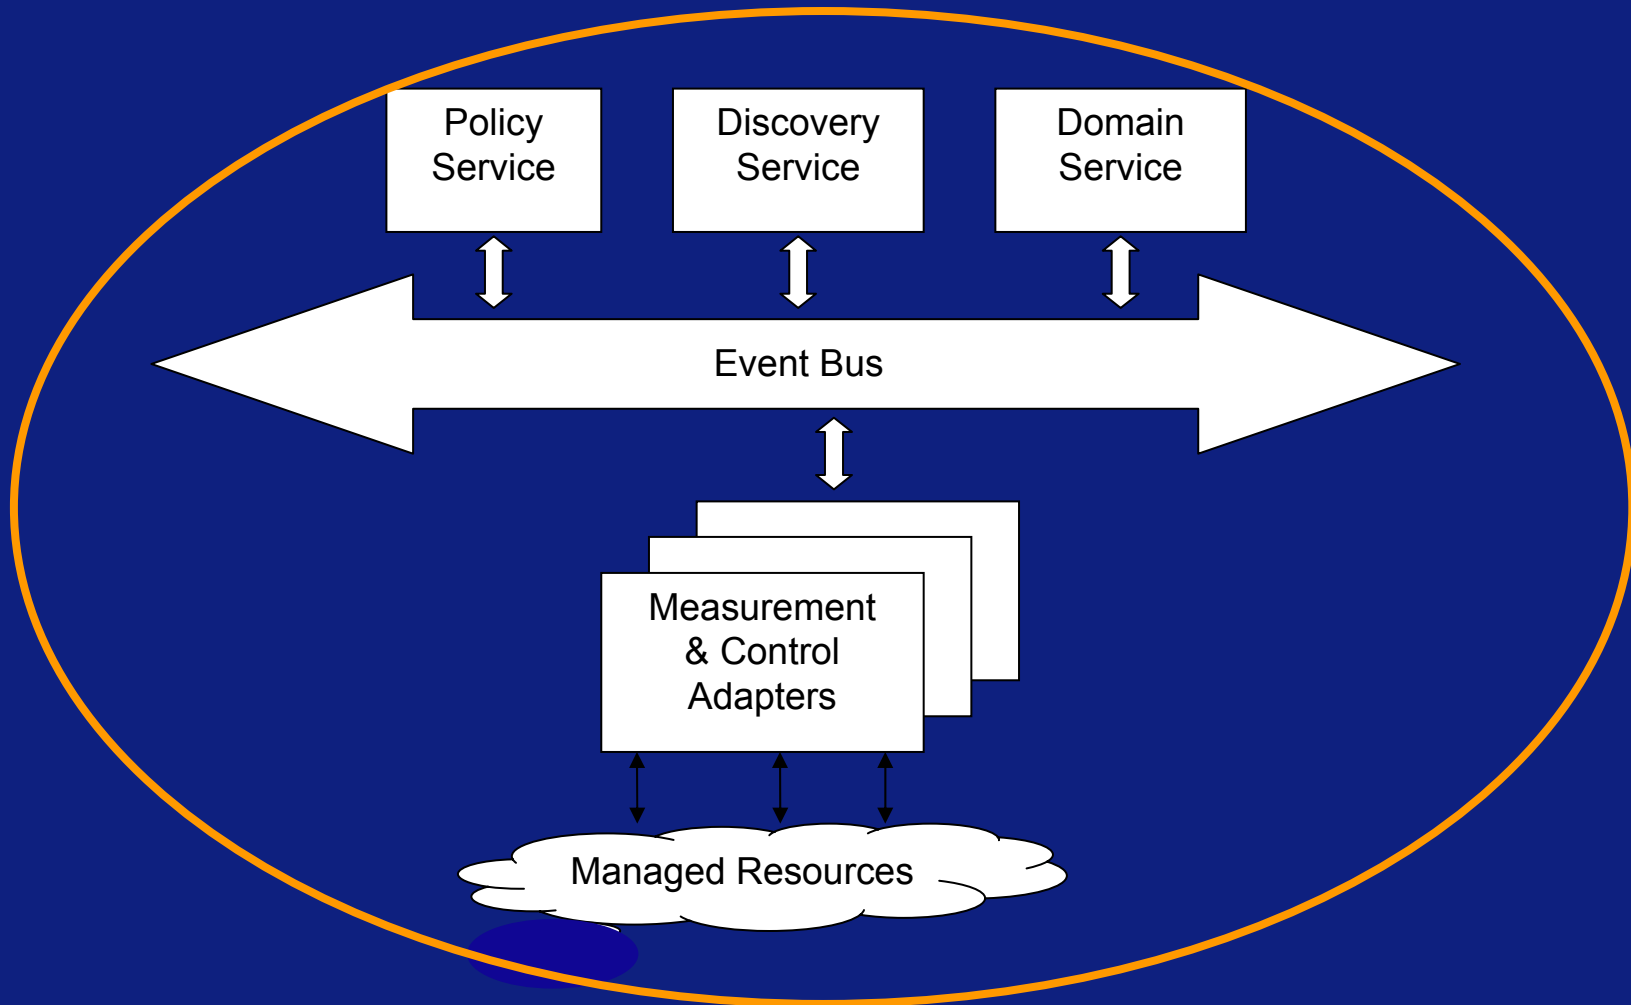 Policy
Service
Discovery
Service
Domain
Service
Event Bus
Measurement
& Control
Adapters
Managed Resources